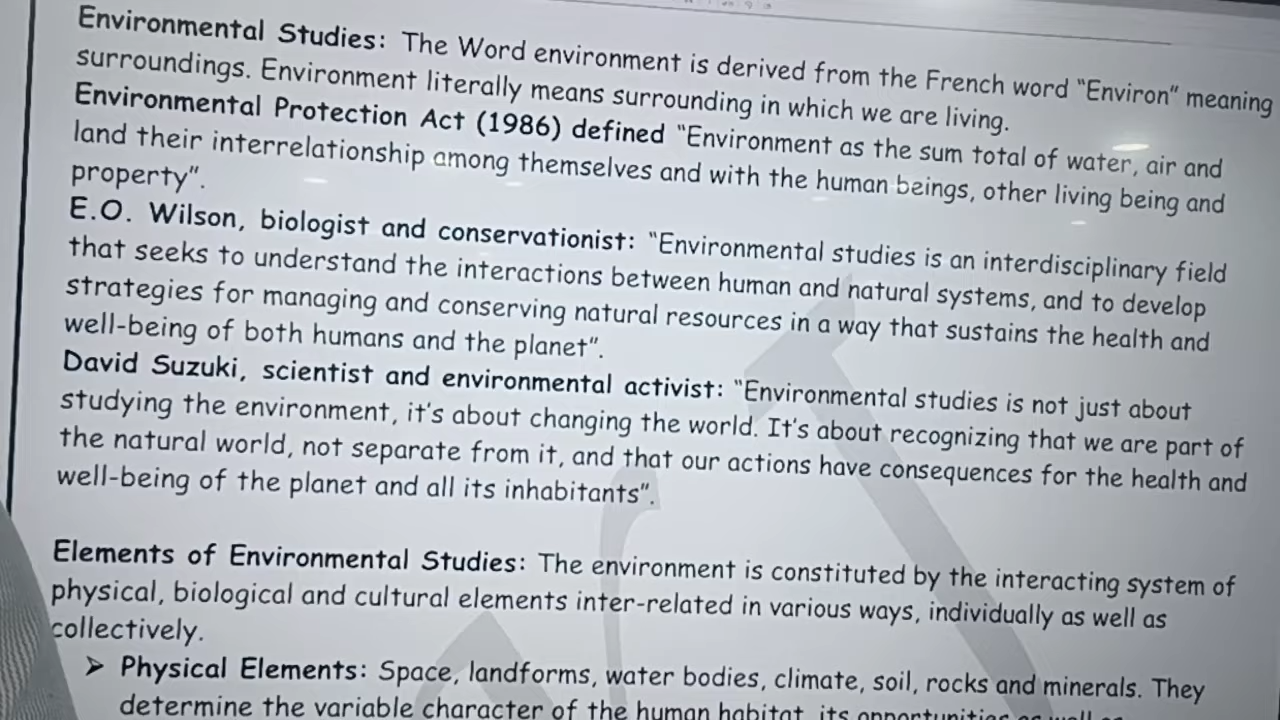 Environmental Studies: The Word environment is derived from the French word “Environ” meaning
surroundings. Environment literally means surrounding in which we are living.
Environmental Protection Act (1986) defined “Environment as the sum total of water, air and
land their interrelationship among themselves and with the human beings, other living being and
property”.
E.O. Wilson, biologist and conservationist: “Environmental studies is an interdisciplinary field
that seeks to understand the interactions between human and natural systems, and to develop
strategies for managing and conserving natural resources in a way that sustains the health and
well-being of both humans and the planet”.
David Suzuki, scientist and environmental activist: “Environmental studies is not just about
studying the environment, it’s about changing the world. It’s about recognizing that we are part of
the natural world, not separate from it, and that our actions have consequences for the health and
well-being of the planet and all its inhabitants”.
Elements of Environmental Studies: The environment is constituted by the interacting system of
physical, biological and cultural elements inter-related in various ways, individually as well as
collectively.
➤ Physical Elements: Space, landforms, water bodies, climate, soil, rocks and minerals. They
determine the variable character of the human habitat, its opportunities as well as